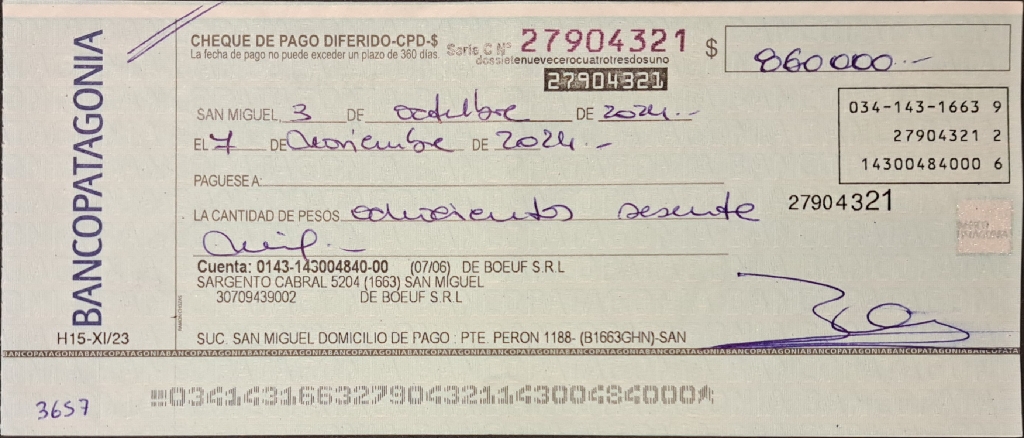 BANCOPATAGONIA
H15-XI/23
CHEQUE DE PAGO DIFERIDO-CPD-$
La fecha de pago no puede exceder un plazo de 360 días.
Serie C Nº 27904321
dossietenuevecerocuatrotresdosuno
27904321
$ 860000.-
SAN MIGUEL, 3 DE octubre DE 2024.-
EL 7 DE Noviembre DE 2024.-
034-143-1663 9
27904321 2
14300484000 6
PAGUESE A:
LA CANTIDAD DE PESOS ochocientos sesenta
mil.-
27904321
Cuenta: 0143-143004840-00 (07/06) DE BOEUF S.R.L
SARGENTO CABRAL 5204 (1663) SAN MIGUEL
30709439002 DE BOEUF S.R.L
SUC. SAN MIGUEL DOMICILIO DE PAGO : PTE. PERON 1188- (B1663GHN)-SAN
BANCOPATAGONIABANCOPATAGONIABANCOPATAGONIABANCOPATAGONIABANCOPATAGONIABANCOPATAGONIA
3657
03414316632790432114300484000